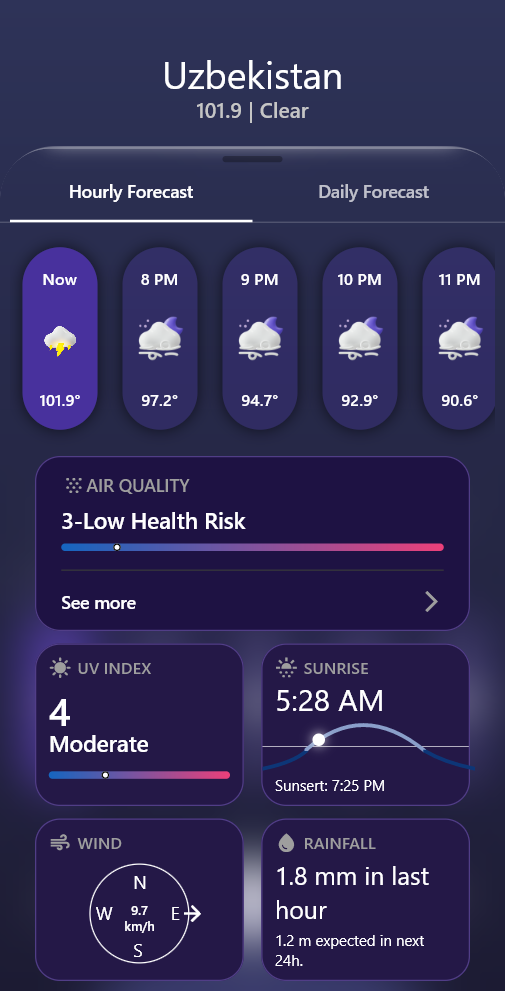 Uzbekistan
101.9 | Clear
Hourly Forecast
Daily Forecast
Now
8 PM
9 PM
10 PM
11 PM
101.9°
97.2°
94.7°
92.9°
90.6°
AIR QUALITY
3-Low Health Risk
See more
UV INDEX
4
Moderate
SUNRISE
5:28 AM
Sunsert: 7:25 PM
WIND
N
W
9.7
km/h
E
S
RAINFALL
1.8 mm in last
hour
1.2 m expected in next
24h.